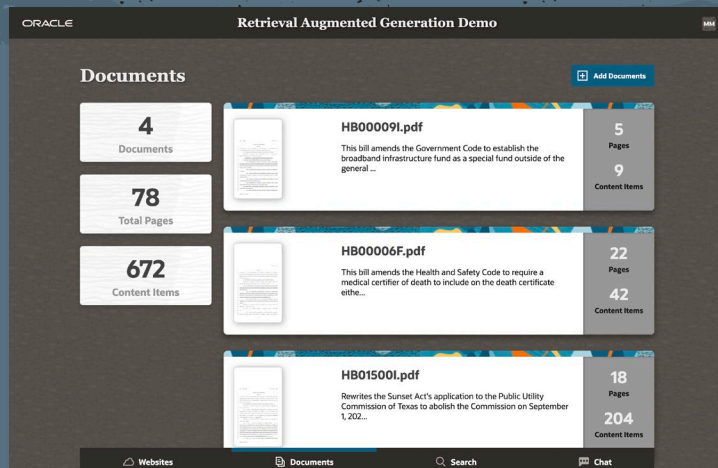 ORACLE
Retrieval Augmented Generation Demo
MM
Documents
Add Documents
4
Documents
78
Total Pages
672
Content Items
HB00009I.pdf
This bill amends the Government Code to establish the
broadband infrastructure fund as a special fund outside of the
general ...
5
Pages
9
Content Items
HB00006F.pdf
This bill amends the Health and Safety Code to require a
medical certifier of death to include on the death certificate
eithe...
22
Pages
42
Content Items
HB01500I.pdf
Rewrites the Sunset Act's application to the Public Utility
Commission of Texas to abolish the Commission on September
1, 202...
18
Pages
204
Content Items
Websites
Documents
Search
Chat